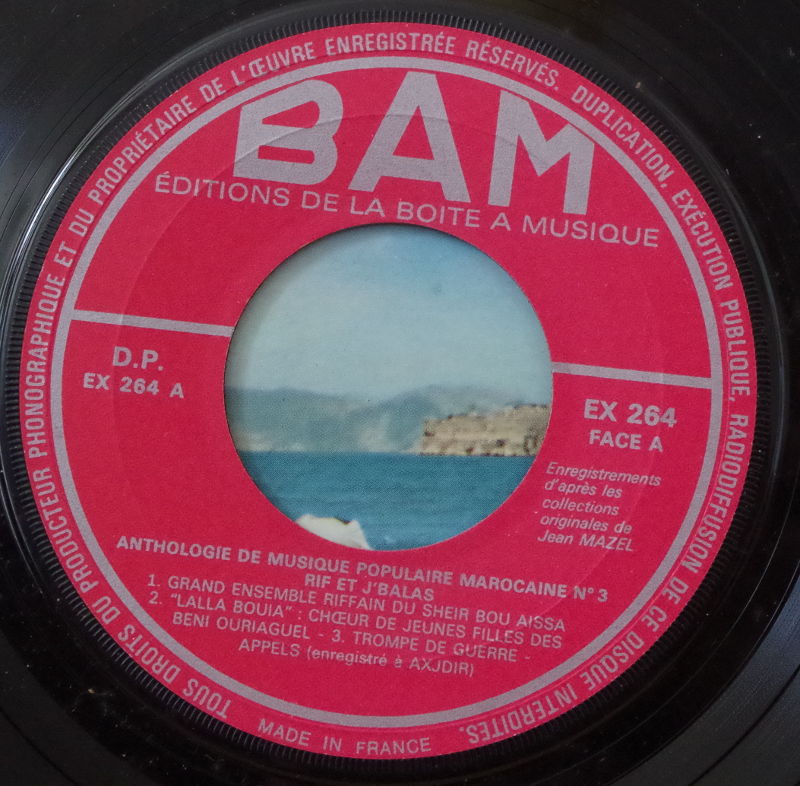 TOUS DROITS DU PRODUCTEUR PHONOGRAPHIQUE ET DU PROPRIÉTAIRE DE L'ŒUVRE ENREGISTRÉE RÉSERVÉS. DUPLICATION, EXÉCUTION PUBLIQUE, RADIODIFFUSION DE CE DISQUE INTERDITES.
BAM
ÉDITIONS DE LA BOITE A MUSIQUE
D.P.
EX 264 A
EX 264
FACE A
Enregistrements
d'après les
collections
originales de
Jean MAZEL
ANTHOLOGIE DE MUSIQUE POPULAIRE MAROCAINE N° 3
RIF ET J'BALAS
1. GRAND ENSEMBLE RIFFAIN DU SHEIR BOU AISSA
2. "LALLA BOUIA" : CHŒUR DE JEUNES FILLES DES
BENI OURIAGUEL - 3. TROMPE DE GUERRE -
APPELS (enregistré à AXJDIR)
MADE IN FRANCE